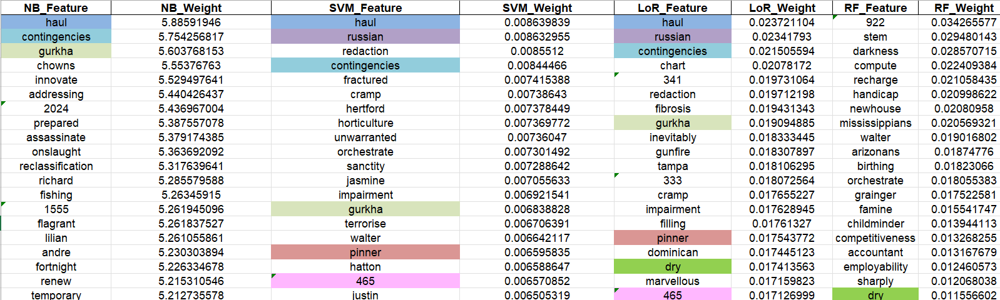 NB_Feature NB_Weight SVM_Feature SVM_Weight LoR_Feature LoR_Weight RF_Feature RF_Weight
haul 5.88591946 haul 0.008639839 haul 0.023721104 922 0.034265577
contingencies 5.754256817 russian 0.008632955 russian 0.02341793 stem 0.029480143
gurkha 5.603768153 redaction 0.0085512 contingencies 0.021505594 darkness 0.028570715
chowns 5.55376763 contingencies 0.00844466 chart 0.02078172 compute 0.022409384
innovate 5.529497641 fractured 0.007415388 341 0.019731064 recharge 0.021058435
addressing 5.440426437 cramp 0.00738643 redaction 0.019712198 handicap 0.020998622
2024 5.436967004 hertford 0.007378449 fibrosis 0.019431343 newhouse 0.02080958
prepared 5.387557078 horticulture 0.007369772 gurkha 0.019094885 mississippians 0.020569321
assassinate 5.379174385 unwarranted 0.00736047 inevitably 0.018333445 walter 0.019016802
onslaught 5.363692092 orchestrate 0.007301492 gunfire 0.018307897 arizonans 0.01874776
reclassification 5.317639641 sanctity 0.007288642 tampa 0.018106295 birthing 0.01823066
richard 5.285579588 jasmine 0.007055633 333 0.018072564 orchestrate 0.018055383
fishing 5.26345915 impairment 0.006921541 cramp 0.017655227 grainger 0.017522581
1555 5.261945096 gurkha 0.006838828 impairment 0.017628945 famine 0.015541747
flagrant 5.261837527 terrorise 0.006706391 filling 0.01761327 childminder 0.013944113
lilian 5.261055861 walter 0.006642117 pinner 0.017543772 competitiveness 0.013268255
andre 5.230303894 pinner 0.006595835 dominican 0.017445123 accountant 0.013167679
fortnight 5.226334678 hatton 0.006588647 dry 0.017413563 employability 0.012460573
renew 5.215310546 465 0.006570852 marvellous 0.017159823 sharply 0.012068038
temporary 5.212735578 justin 0.006505319 465 0.017126999 dry 0.011556602